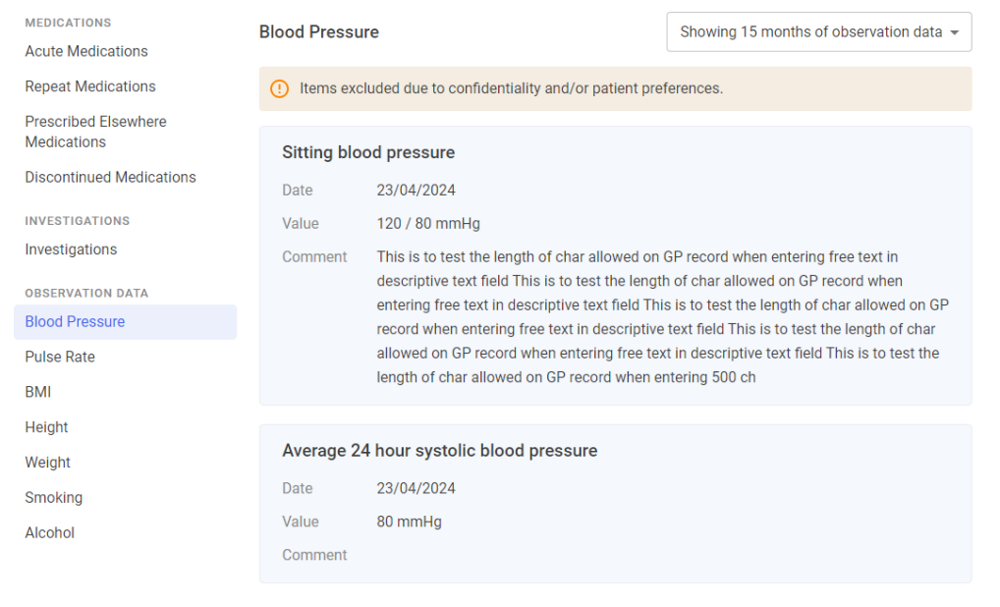 MEDICATIONS
Acute Medications
Repeat Medications
Prescribed Elsewhere
Medications
Discontinued Medications
INVESTIGATIONS
Investigations
OBSERVATION DATA
Blood Pressure
Pulse Rate
BMI
Height
Weight
Smoking
Alcohol
Blood Pressure
Showing 15 months of observation data
Items excluded due to confidentiality and/or patient preferences.
Sitting blood pressure
Date 23/04/2024
Value 120 / 80 mmHg
Comment This is to test the length of char allowed on GP record when entering free text in
descriptive text field This is to test the length of char allowed on GP record when
entering free text in descriptive text field This is to test the length of char allowed on GP
record when entering free text in descriptive text field This is to test the length of char
allowed on GP record when entering free text in descriptive text field This is to test the
length of char allowed on GP record when entering 500 ch
Average 24 hour systolic blood pressure
Date 23/04/2024
Value 80 mmHg
Comment